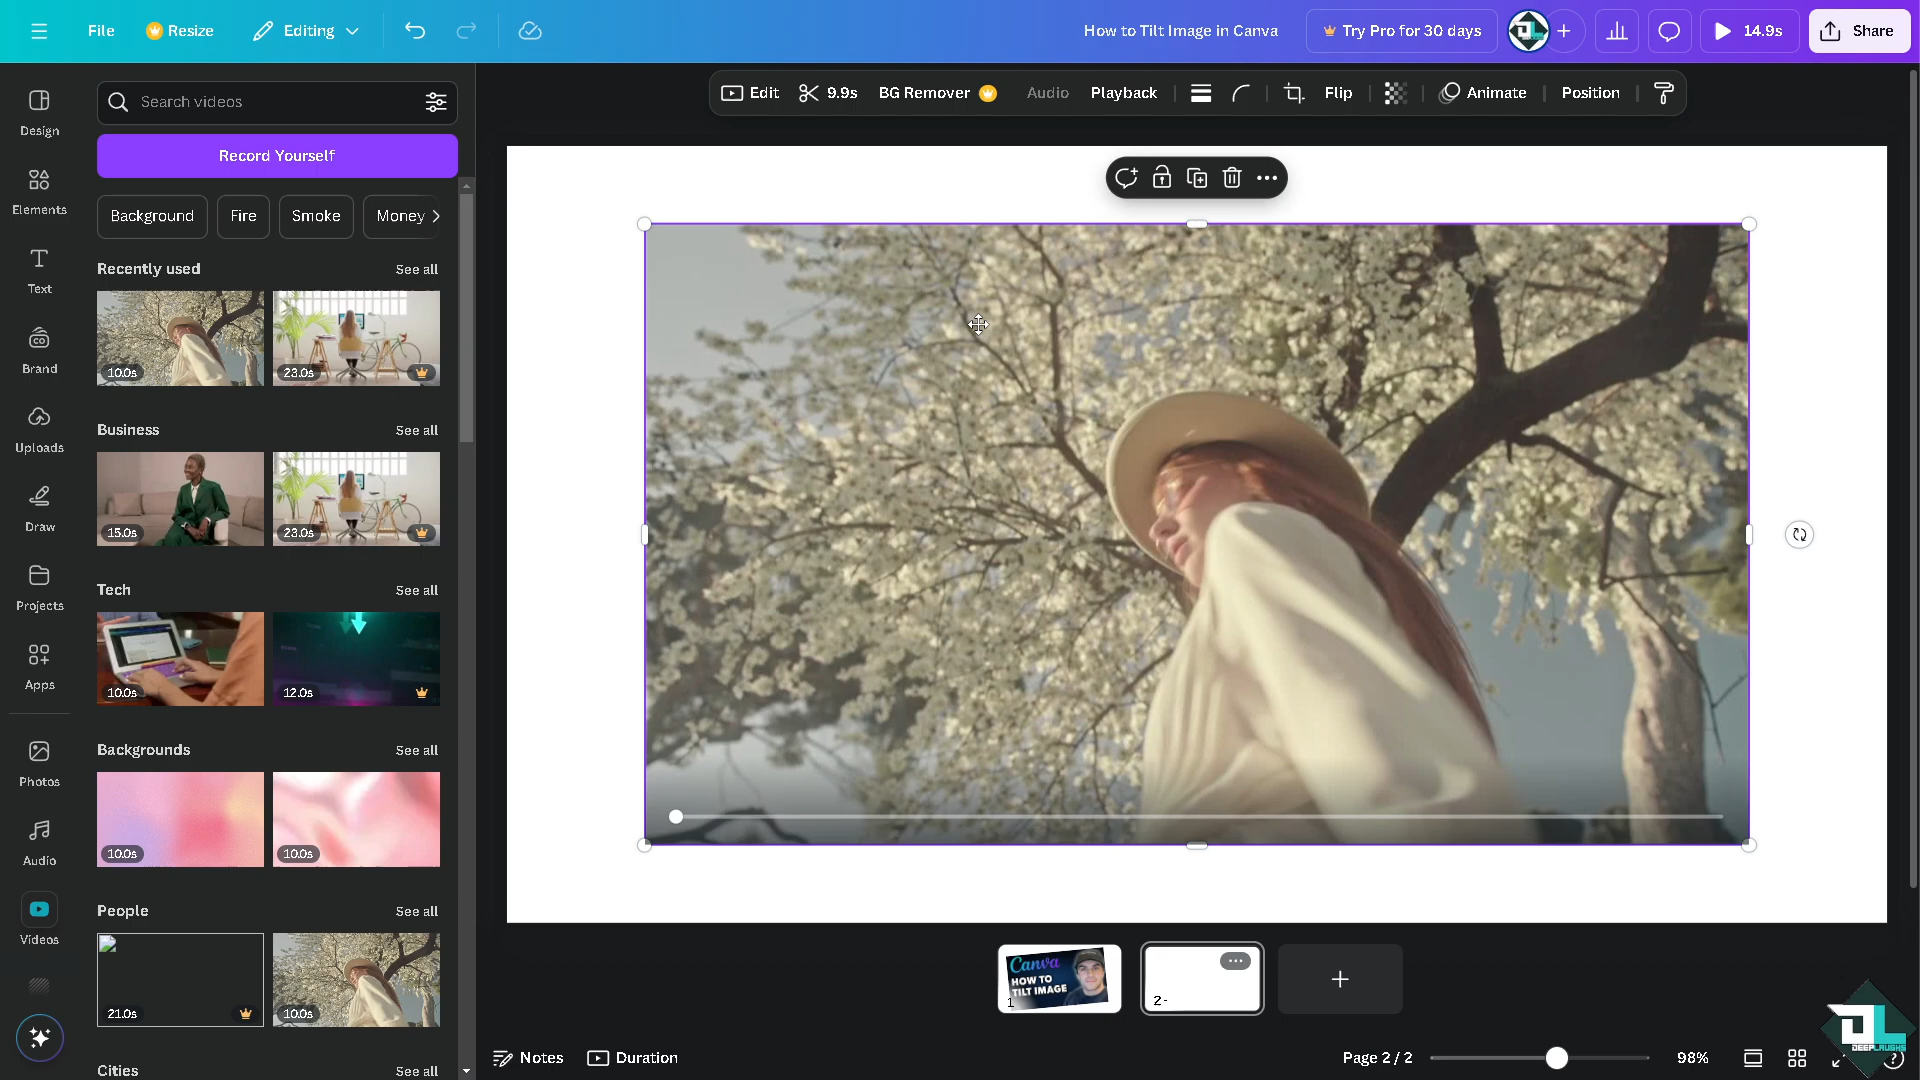 File
Resize
Editing
How to Tilt Image in Canva
Try Pro for 30 days
14.9s
Share
Design
Elements
Text
Brand
Uploads
Draw
Projects
Apps
Photos
Audio
Videos
Search videos
Record Yourself
Background
Fire
Smoke
Money
Recently used
See all
10.0s
23.0s
Business
See all
15.0s
23.0s
Tech
See all
10.0s
12.0s
Backgrounds
See all
10.0s
10.0s
People
See all
21.0s
10.0s
Cities
See all
Edit
9.9s
BG Remover
Audio
Playback
Flip
Animate
Position
Canva
HOW TO
TILT IMAGE
1
2 -
Notes
Duration
Page 2 / 2
98%
DEEPLAUGHS